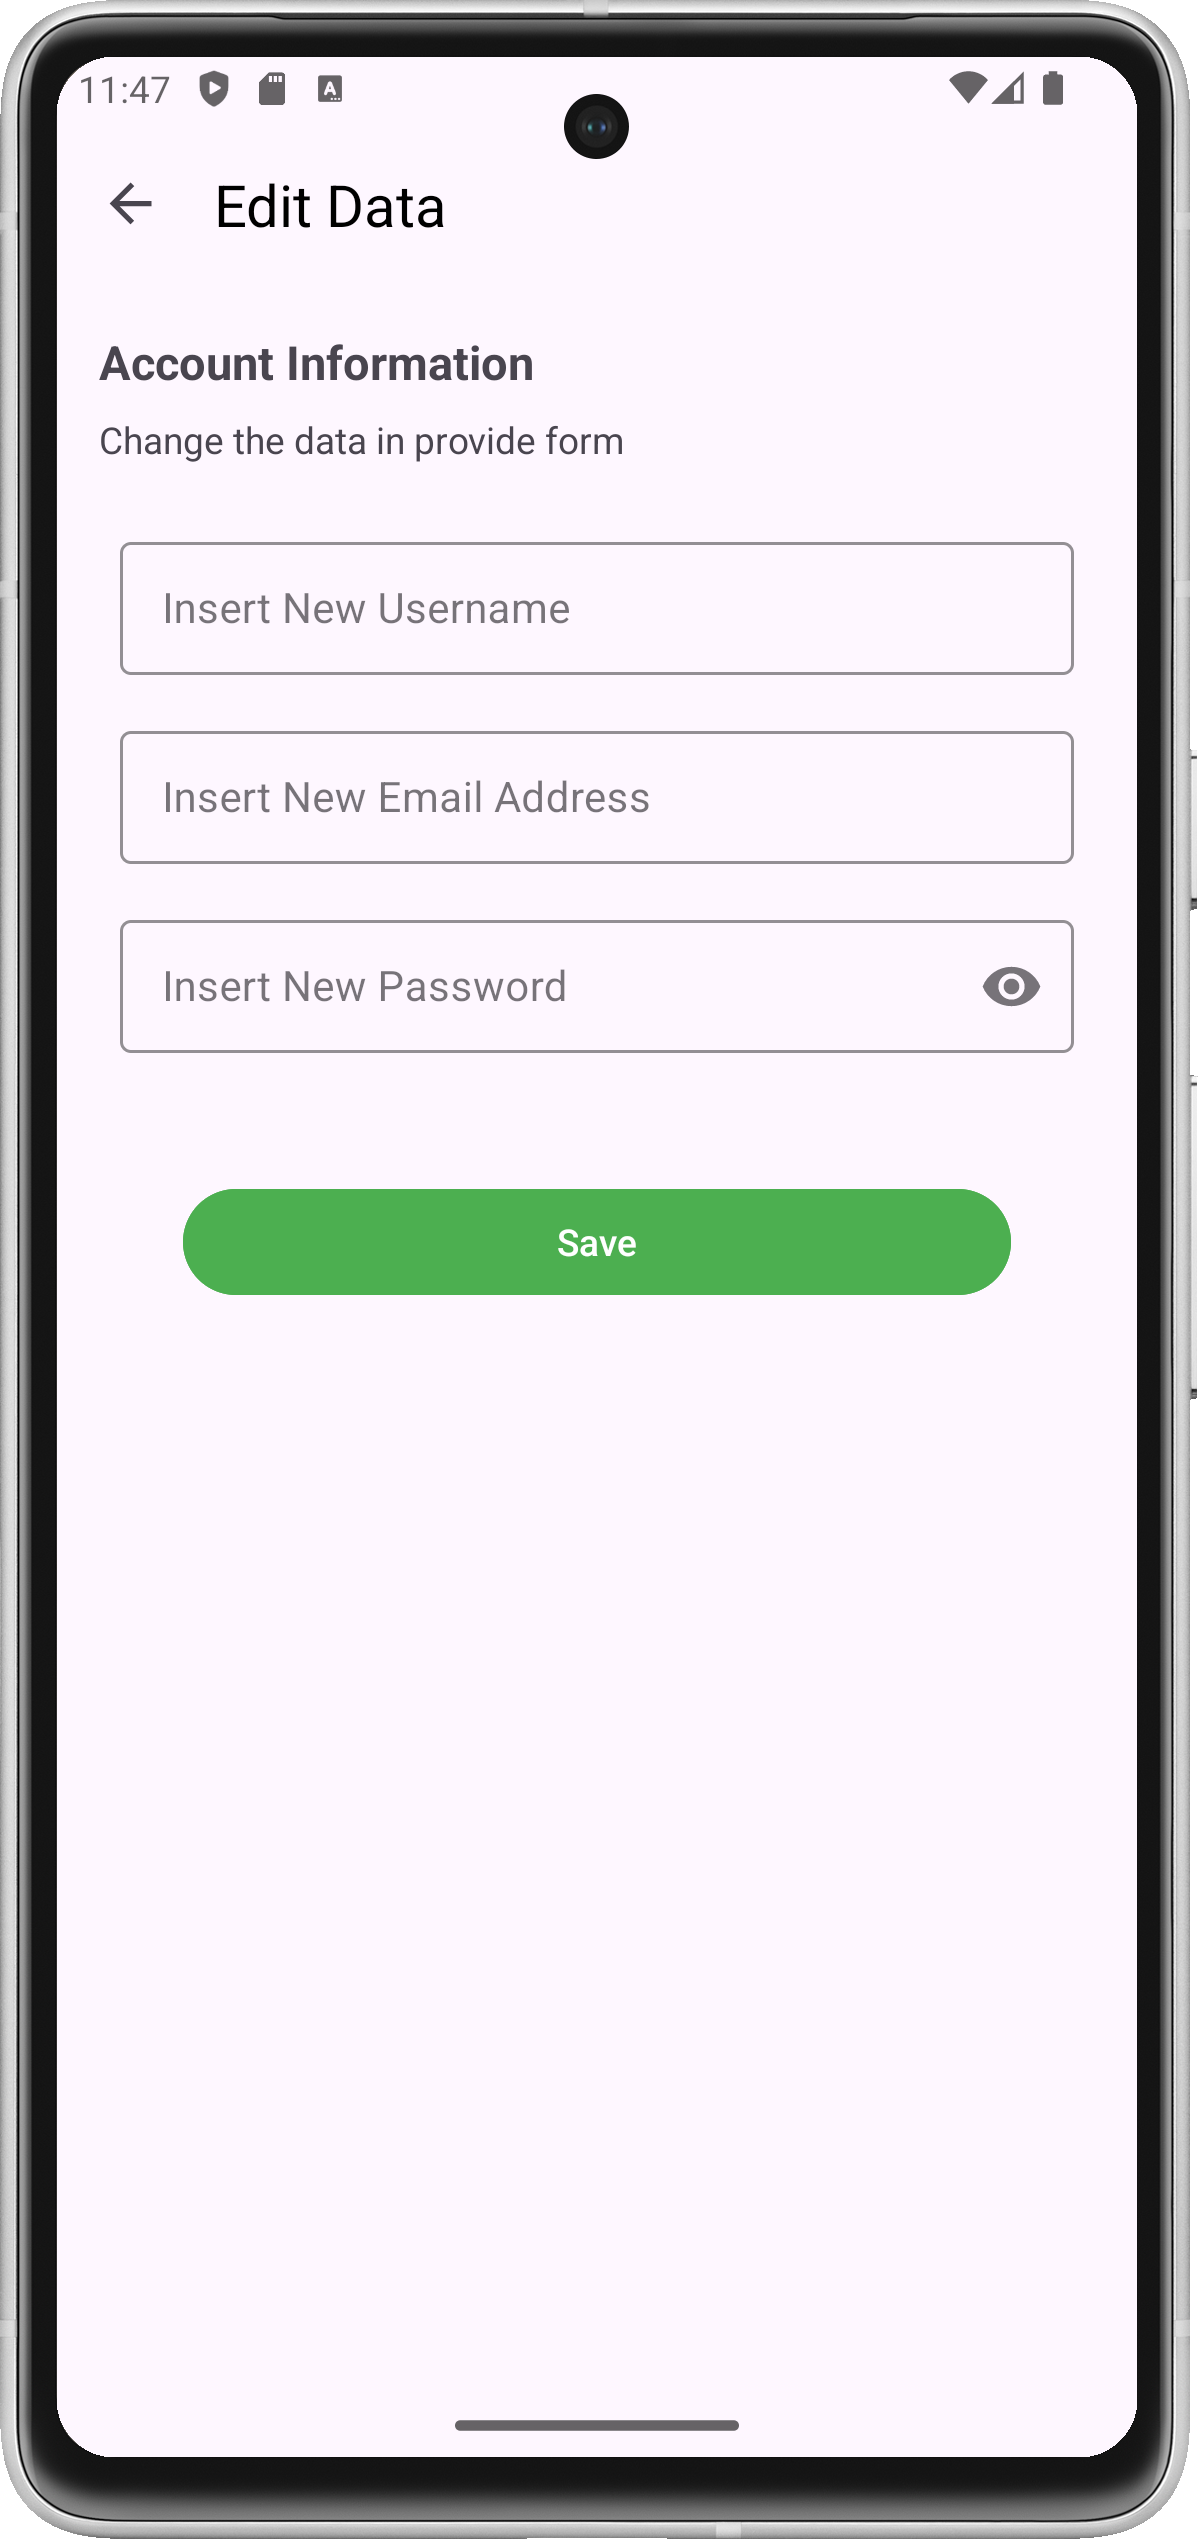 11:47
Edit Data
Account Information
Change the data in provide form
Insert New Username
Insert New Email Address
Insert New Password
Save